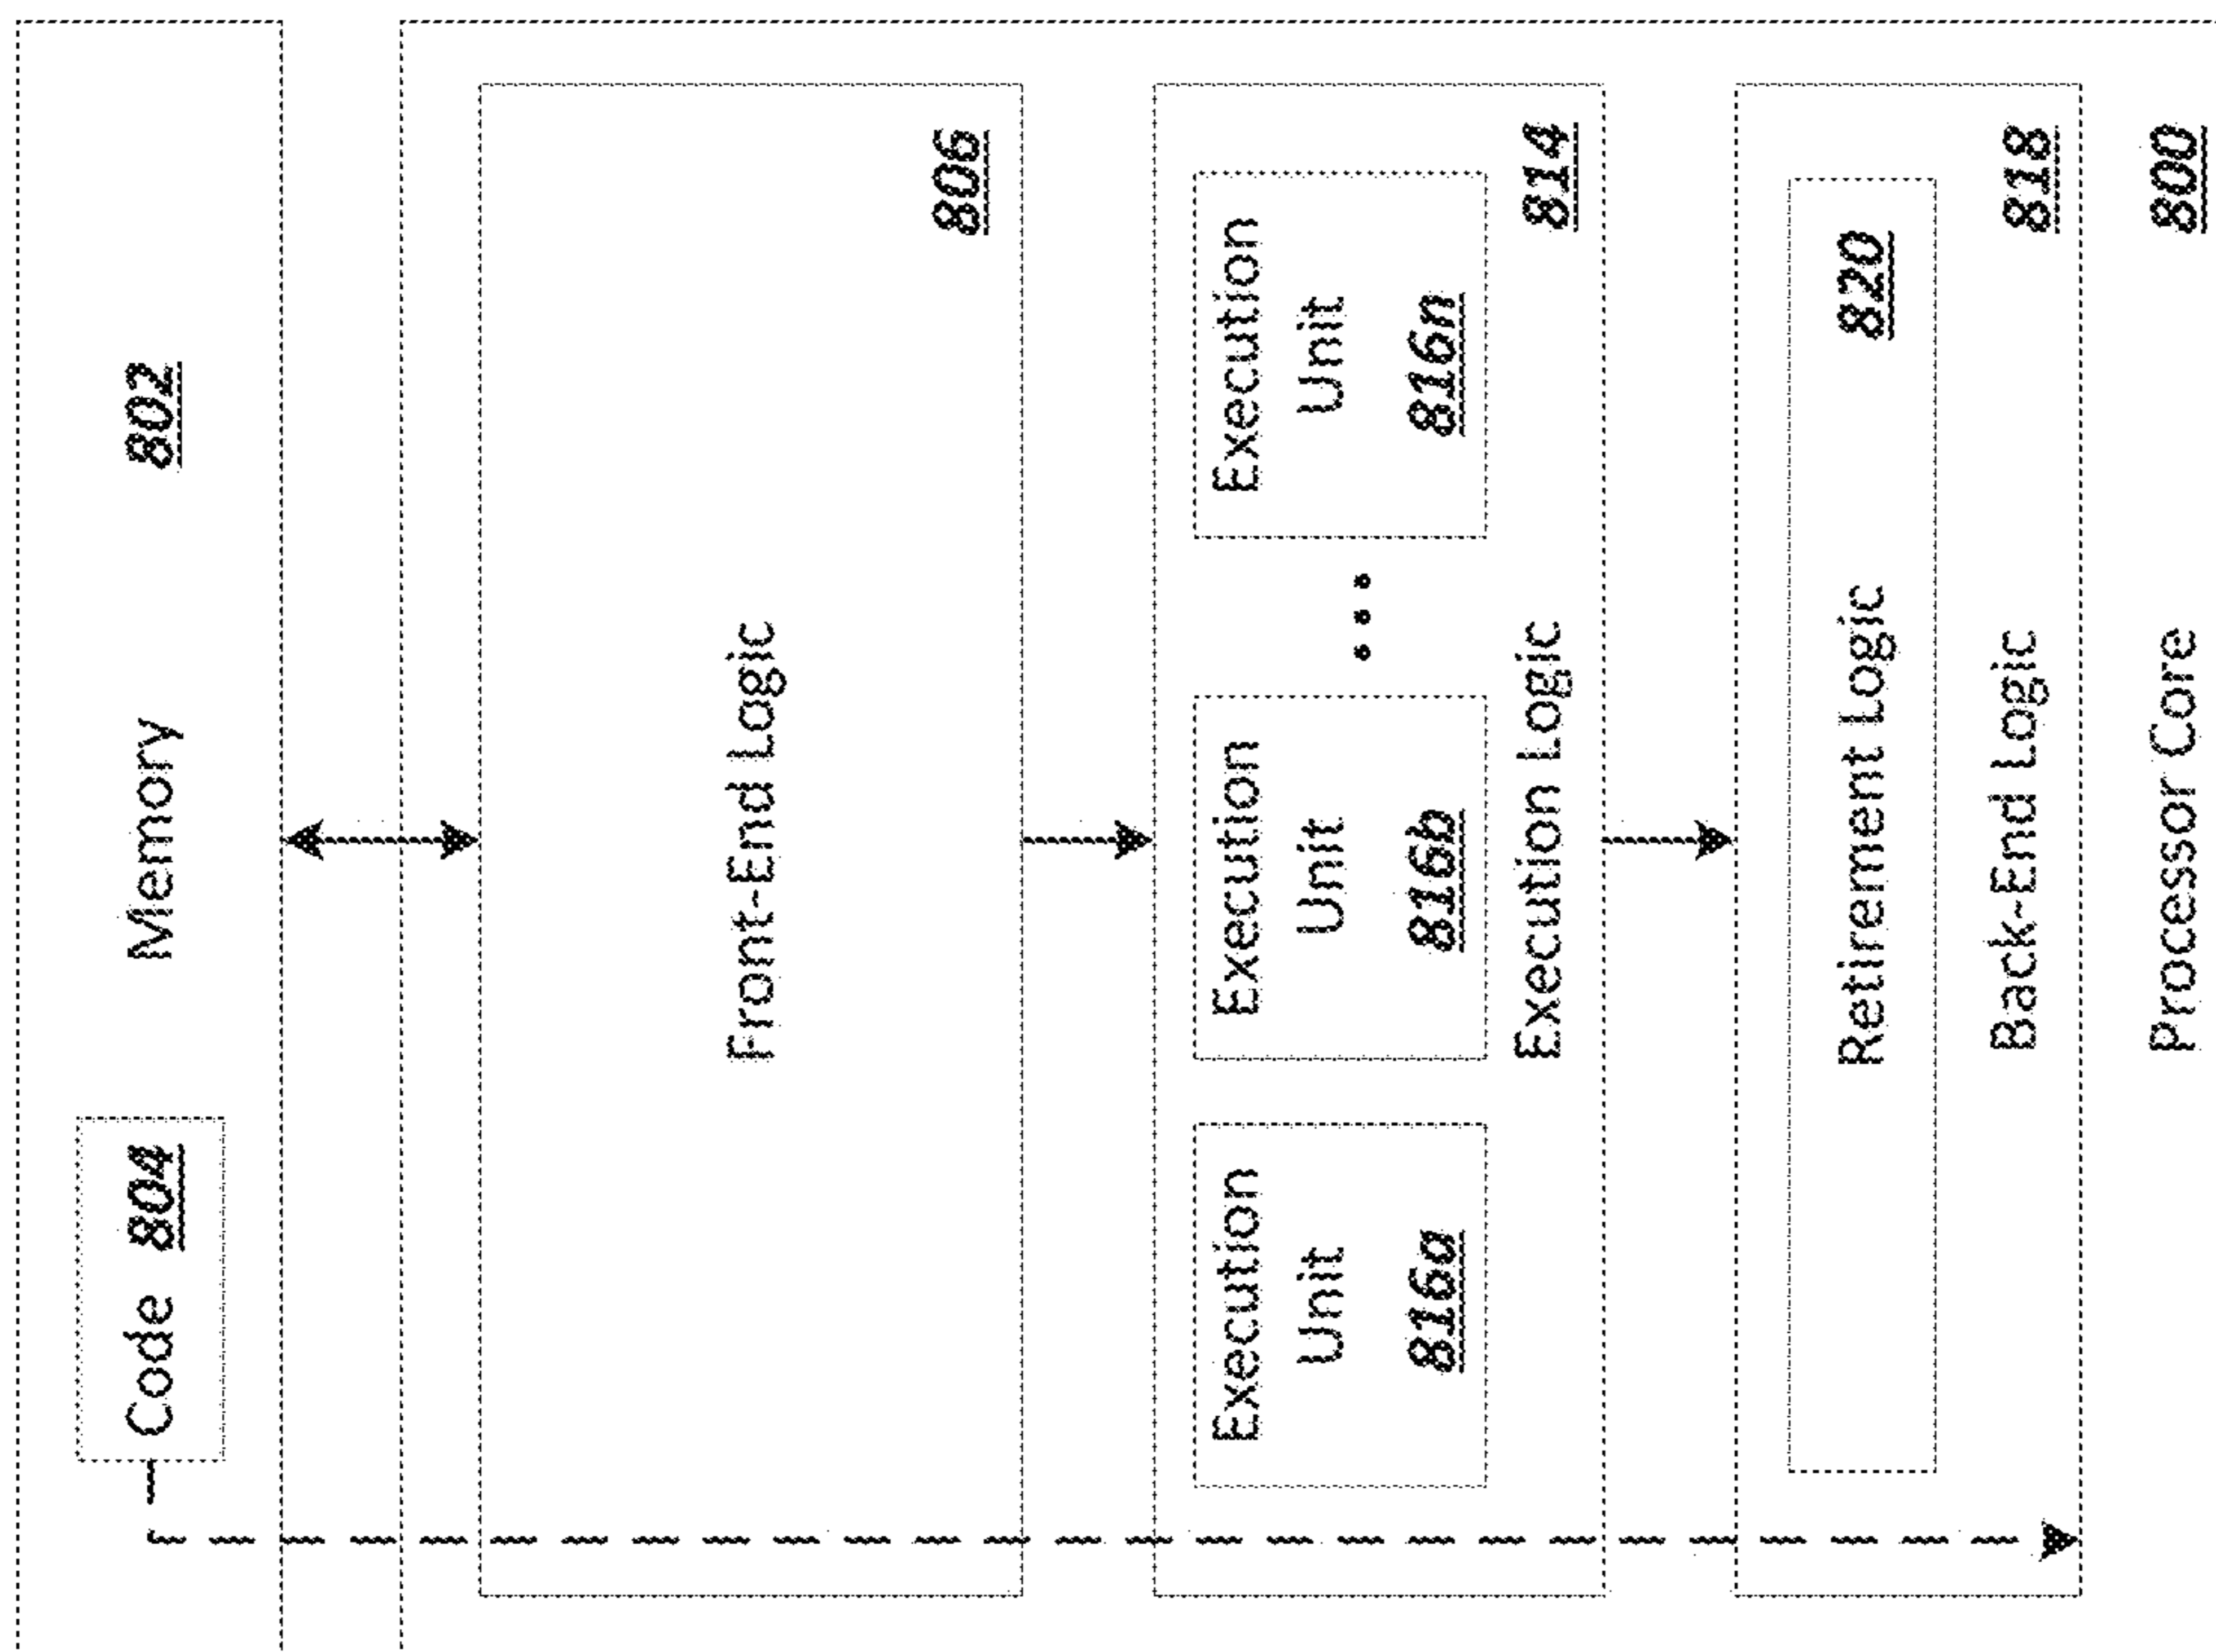 Code 804
Memory 802
Front-End Logic
806
Execution
Unit
816a
Execution
Unit
816b
...
Execution
Unit
816n
Execution Logic 814
Retirement Logic 820
Back-End Logic 818
Processor Core 800